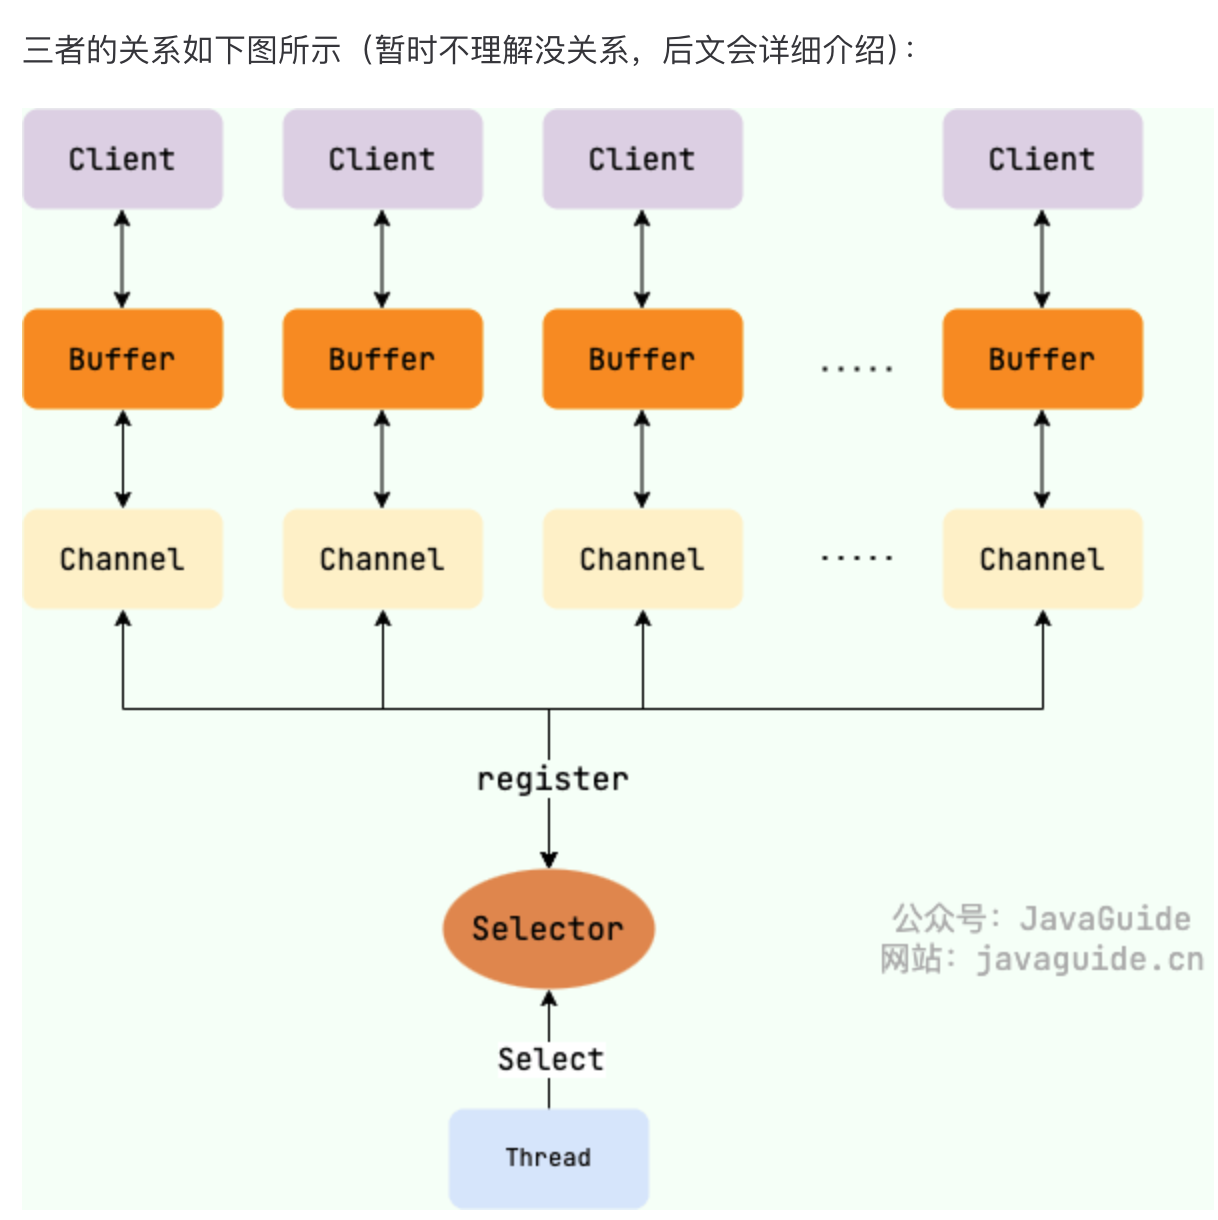 三者的关系如下图所示（暂时不理解没关系，后文会详细介绍）：
Client Client Client Client
Buffer Buffer Buffer ..... Buffer
Channel Channel Channel ..... Channel
register
Selector
公众号：JavaGuide
网站：javaguide.cn
Select
Thread